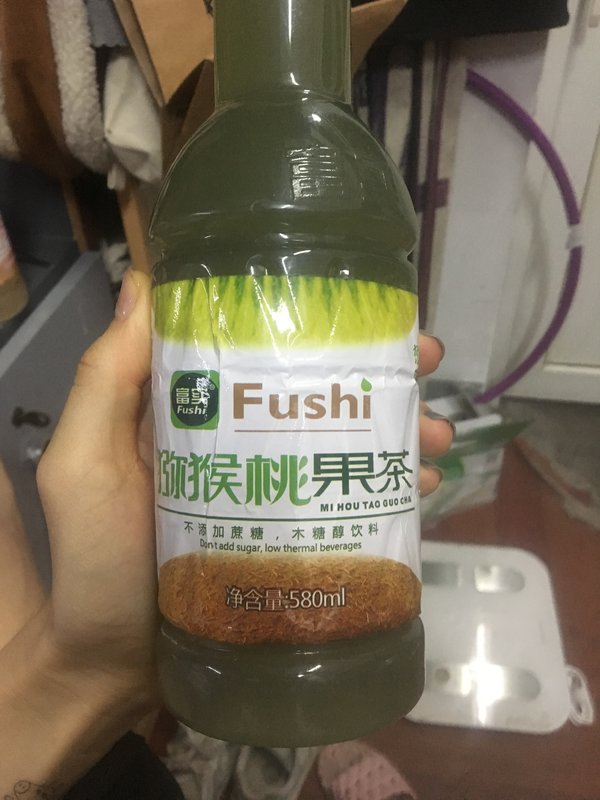 富实
Fushi
Fushi
猕猴桃果茶
MI HOU TAO GUO CHA
不添加蔗糖，木糖醇饮料
Don't add sugar, low thermal beverages
净含量:580ml